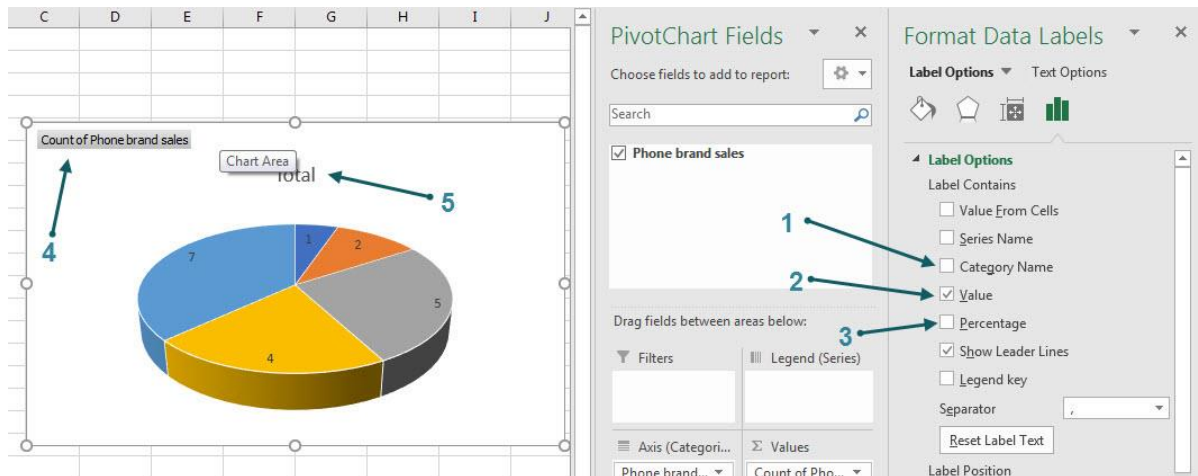 C D E F G H I J
Count of Phone brand sales
Chart Area
Total
5
4
1
2
7
5
4
PivotChart Fields
Choose fields to add to report:
Search
Phone brand sales
Drag fields between areas below:
Filters
Legend (Series)
Axis (Categori...
Σ Values
Phone brand...
Count of Pho...
Format Data Labels
Label Options Text Options
Label Options
Label Contains
Value From Cells
Series Name
1
Category Name
2
Value
3
Percentage
Show Leader Lines
Legend key
Separator ,
Reset Label Text
Label Position